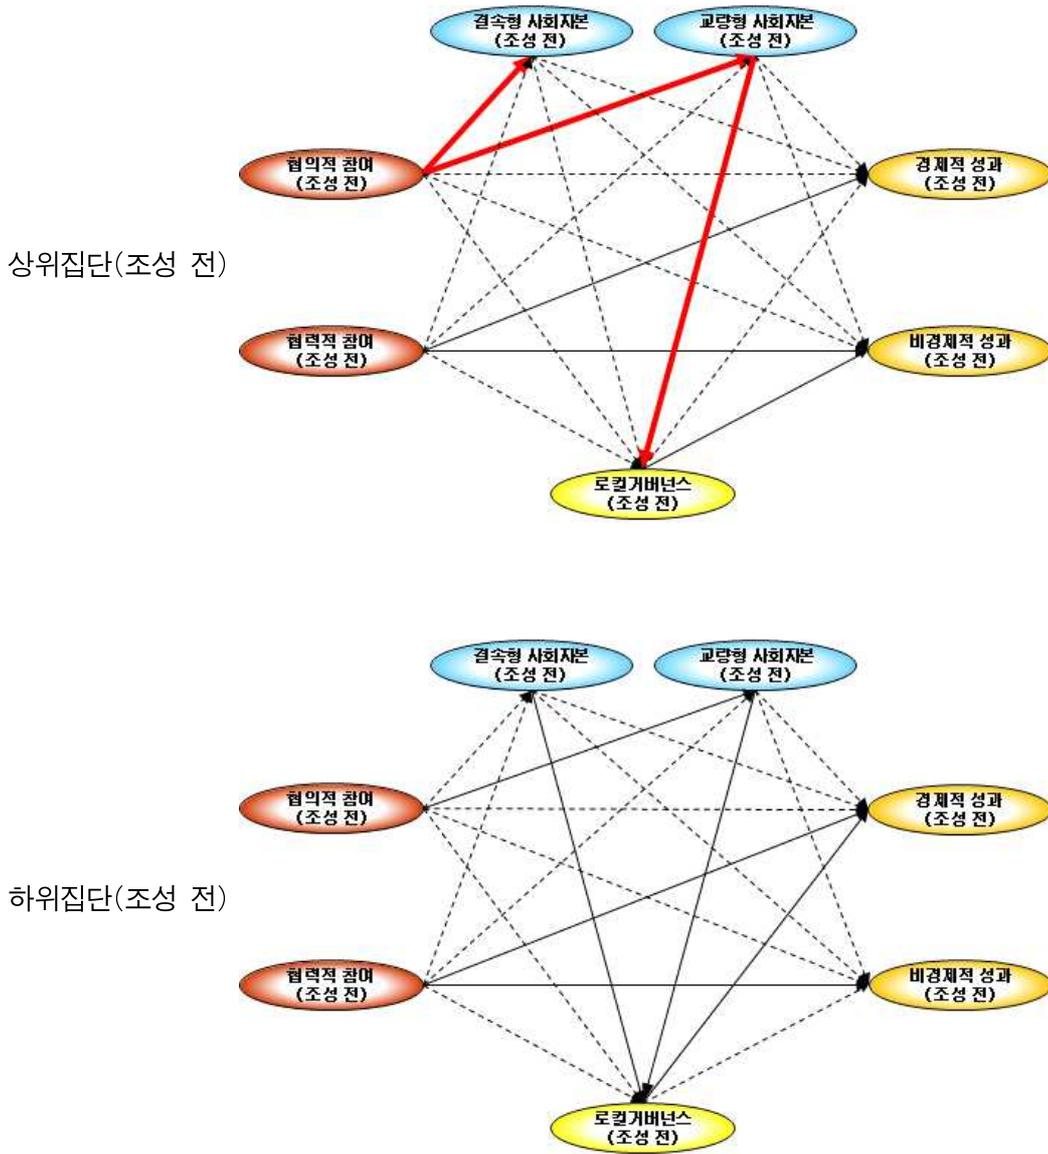 결속형 사회자본
(조성 전)
교량형 사회자본
(조성 전)
협의적 참여
(조성 전)
경제적 성과
(조성 전)
상위집단(조성 전)
협력적 참여
(조성 전)
비경제적 성과
(조성 전)
로컬거버넌스
(조성 전)
결속형 사회자본
(조성 전)
교량형 사회자본
(조성 전)
협의적 참여
(조성 전)
경제적 성과
(조성 전)
하위집단(조성 전)
협력적 참여
(조성 전)
비경제적 성과
(조성 전)
로컬거버넌스
(조성 전)